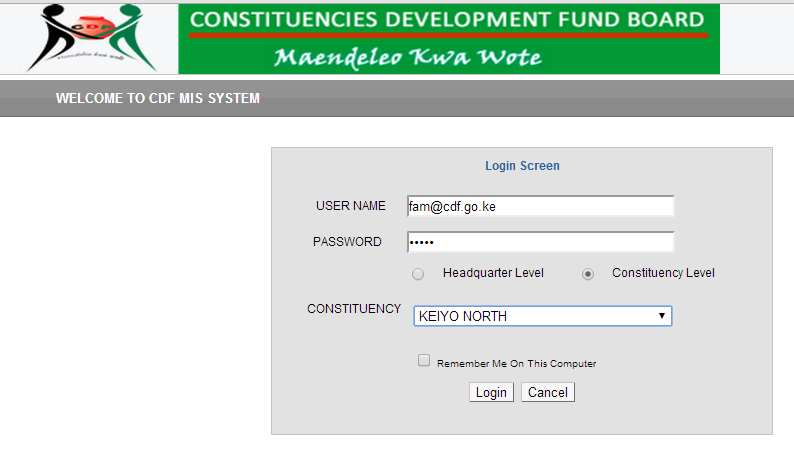 CDF
CONSTITUENCIES DEVELOPMENT FUND BOARD
Maendeleo Kwa Wote
WELCOME TO CDF MIS SYSTEM
Login Screen
USER NAME fam@cdf.go.ke
PASSWORD •••••
Headquarter Level Constituency Level
CONSTITUENCY KEIYO NORTH
Remember Me On This Computer
Login Cancel